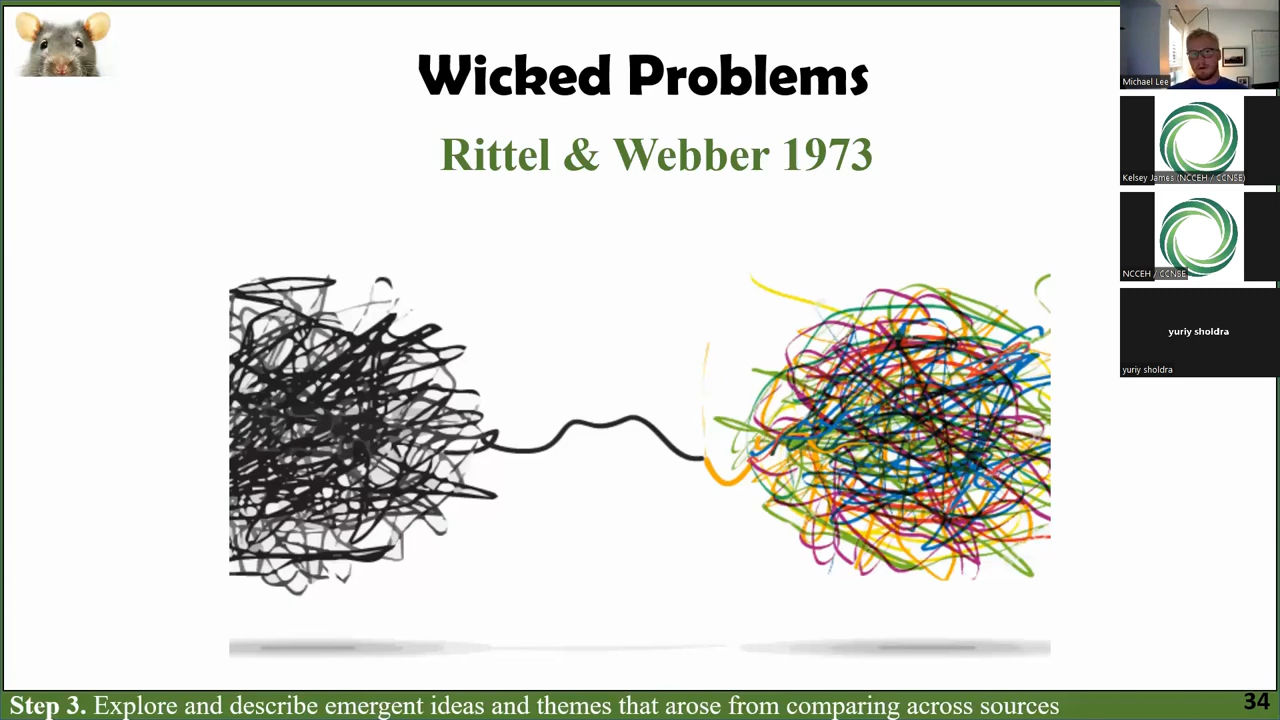 Wicked Problems
Rittel & Webber 1973
Michael Lee
Kelsey James (NCCEH / CCNSE)
NCCEH / CCNSE
yuriy sholdra
yuriy sholdra
Step 3. Explore and describe emergent ideas and themes that arose from comparing across sources
34